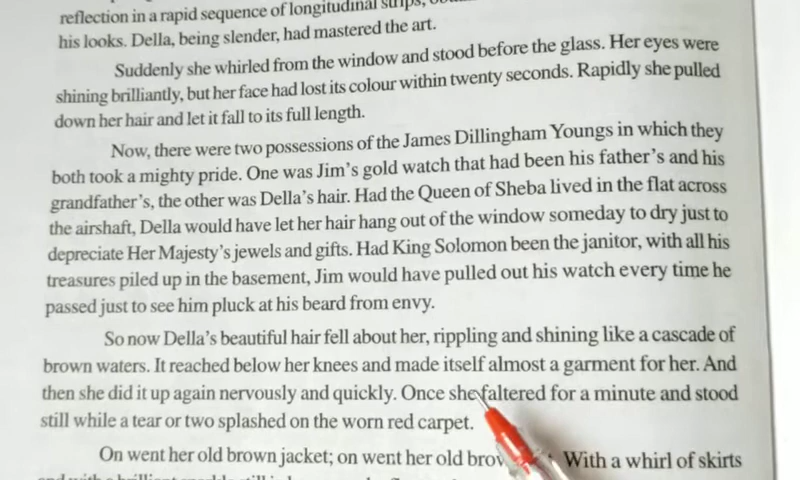 reflection in a rapid sequence of longitudinal strips,
his looks. Della, being slender, had mastered the art.
Suddenly she whirled from the window and stood before the glass. Her eyes were
shining brilliantly, but her face had lost its colour within twenty seconds. Rapidly she pulled
down her hair and let it fall to its full length.
Now, there were two possessions of the James Dillingham Youngs in which they
both took a mighty pride. One was Jim's gold watch that had been his father's and his
grandfather's, the other was Della's hair. Had the Queen of Sheba lived in the flat across
the airshaft, Della would have let her hair hang out of the window someday to dry just to
depreciate Her Majesty's jewels and gifts. Had King Solomon been the janitor, with all his
treasures piled up in the basement, Jim would have pulled out his watch every time he
passed just to see him pluck at his beard from envy.
So now Della's beautiful hair fell about her, rippling and shining like a cascade of
brown waters. It reached below her knees and made itself almost a garment for her. And
then she did it up again nervously and quickly. Once she faltered for a minute and stood
still while a tear or two splashed on the worn red carpet.
On went her old brown jacket; on went her old With a whirl of skirts